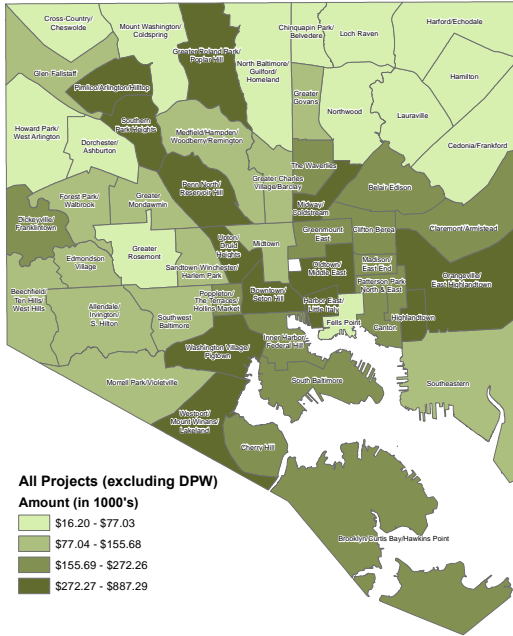 Cross-Country/
Cheswolde
Mount Washington/
Coldspring
Greater Roland Park/
Poplar Hill
Chinquapin Park/
Belvedere
Loch Raven
Harford/Echodale
North Baltimore/
Guilford/
Homeland
Glen Fallstaff
Pimlico/Arlington/Hilltop
Hamilton
Greater
Govans
Northwood
Lauraville
Howard Park/
West Arlington
Southern
Park Heights
Dorchester/
Ashburton
Medfield/Hampden/
Woodberry/Remington
Cedonia/Frankford
The Waverlies
Greater Charles
Village/Barclay
Belair Edison
Penn North/
Reservoir Hill
Forest Park/
Walbrook
Greater
Mondawmin
Midway/
Coldstream
Dickeyville/
Franklintown
Greenmount
East
Clifton Berea
Claremont/Armistead
Upton/
Druid
Heights
Midtown
Greater
Rosemont
Edmondson
Village
Sandtown-Winchester/
Harlem Park
Oldtown/
Middle East
Madison/
East End
Orangeville/
East Highlandtown
Patterson Park
North & East
Beechfield/
Ten Hills/
West Hills
Allendale/
Irvington/
S. Hilton
Southwest
Baltimore
Poppleton/
The Terraces/
Hollins Market
Downtown/
Seton Hill
Harbor East/
Little Italy
Highlandtown
Fells Point
Canton
Washington Village/
Pigtown
Inner Harbor/
Federal Hill
Morrell Park/Violetville
South Baltimore
Southeastern
Westport/
Mount Winans/
Lakeland
Cherry Hill
Brooklyn/Curtis Bay/Hawkins Point
All Projects (excluding DPW)
Amount (in 1000's)
$16.20 - $77.03
$77.04 - $155.68
$155.69 - $272.26
$272.27 - $887.29